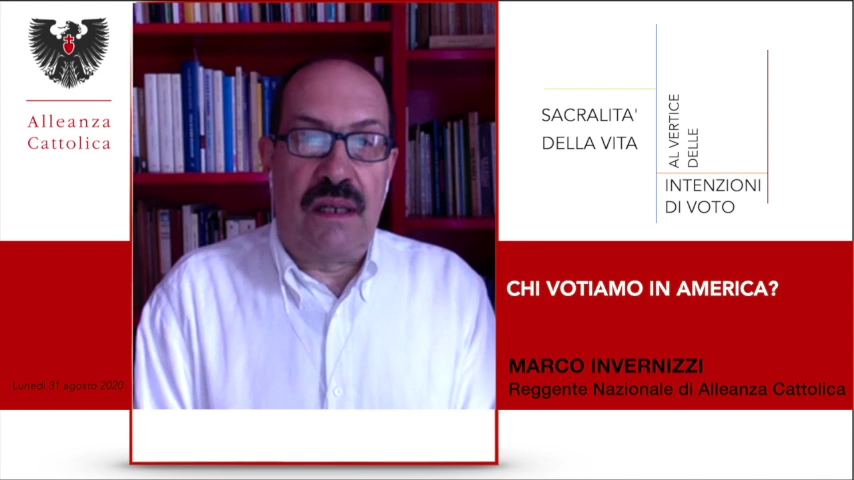 Alleanza
Cattolica
SACRALITA'
DELLA VITA
AL VERTICE
DELLE
INTENZIONI
DI VOTO
CHI VOTIAMO IN AMERICA?
MARCO INVERNIZZI
Reggente Nazionale di Alleanza Cattolica
Lunedì 31 agosto 2020